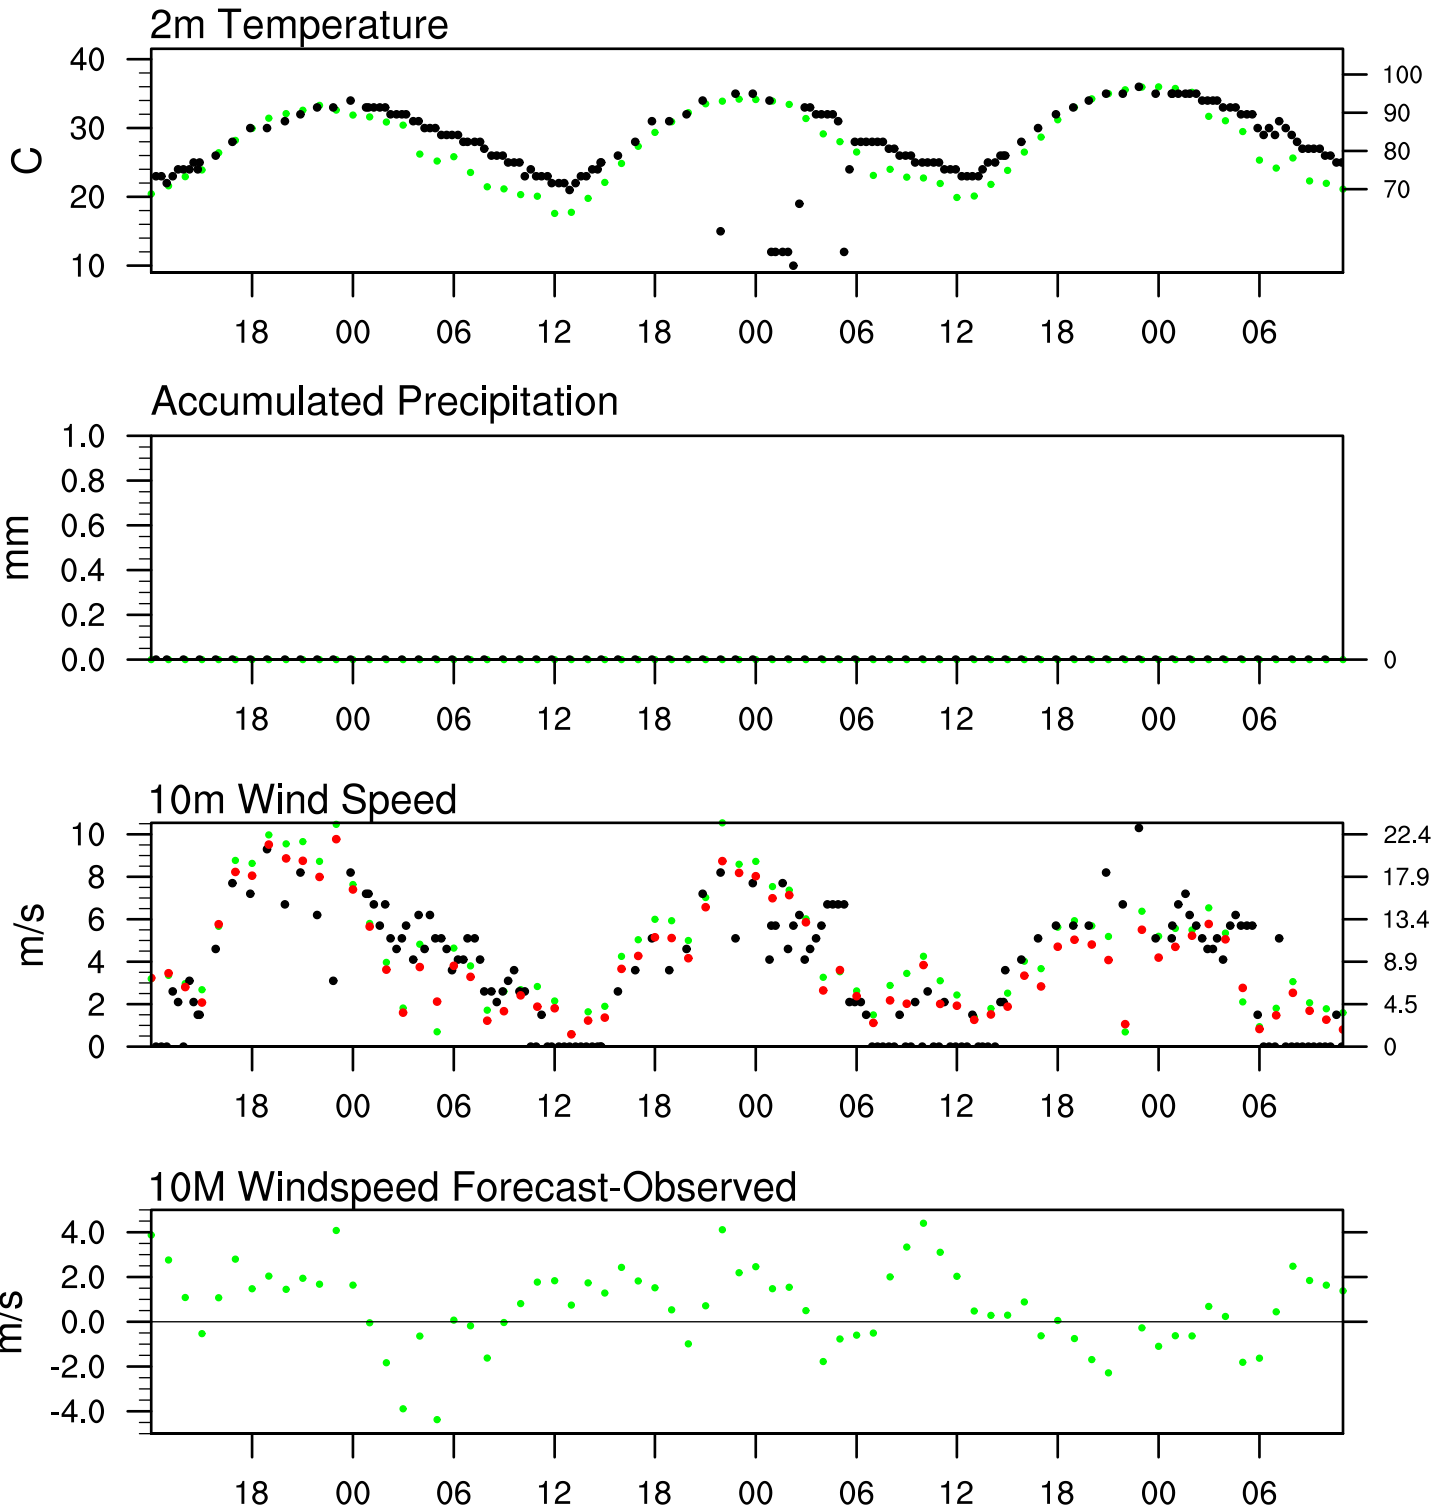 2m Temperature
40
30
20
10
C
100
90
80
70
18 00 06 12 18 00 06 12 18 00 06
Accumulated Precipitation
1.0
0.8
0.6
0.4
0.2
0.0
mm
0
18 00 06 12 18 00 06 12 18 00 06
10m Wind Speed
10
8
6
4
2
0
m/s
22.4
17.9
13.4
8.9
4.5
0
18 00 06 12 18 00 06 12 18 00 06
10M Windspeed Forecast-Observed
4.0
2.0
0.0
-2.0
-4.0
m/s
18 00 06 12 18 00 06 12 18 00 06